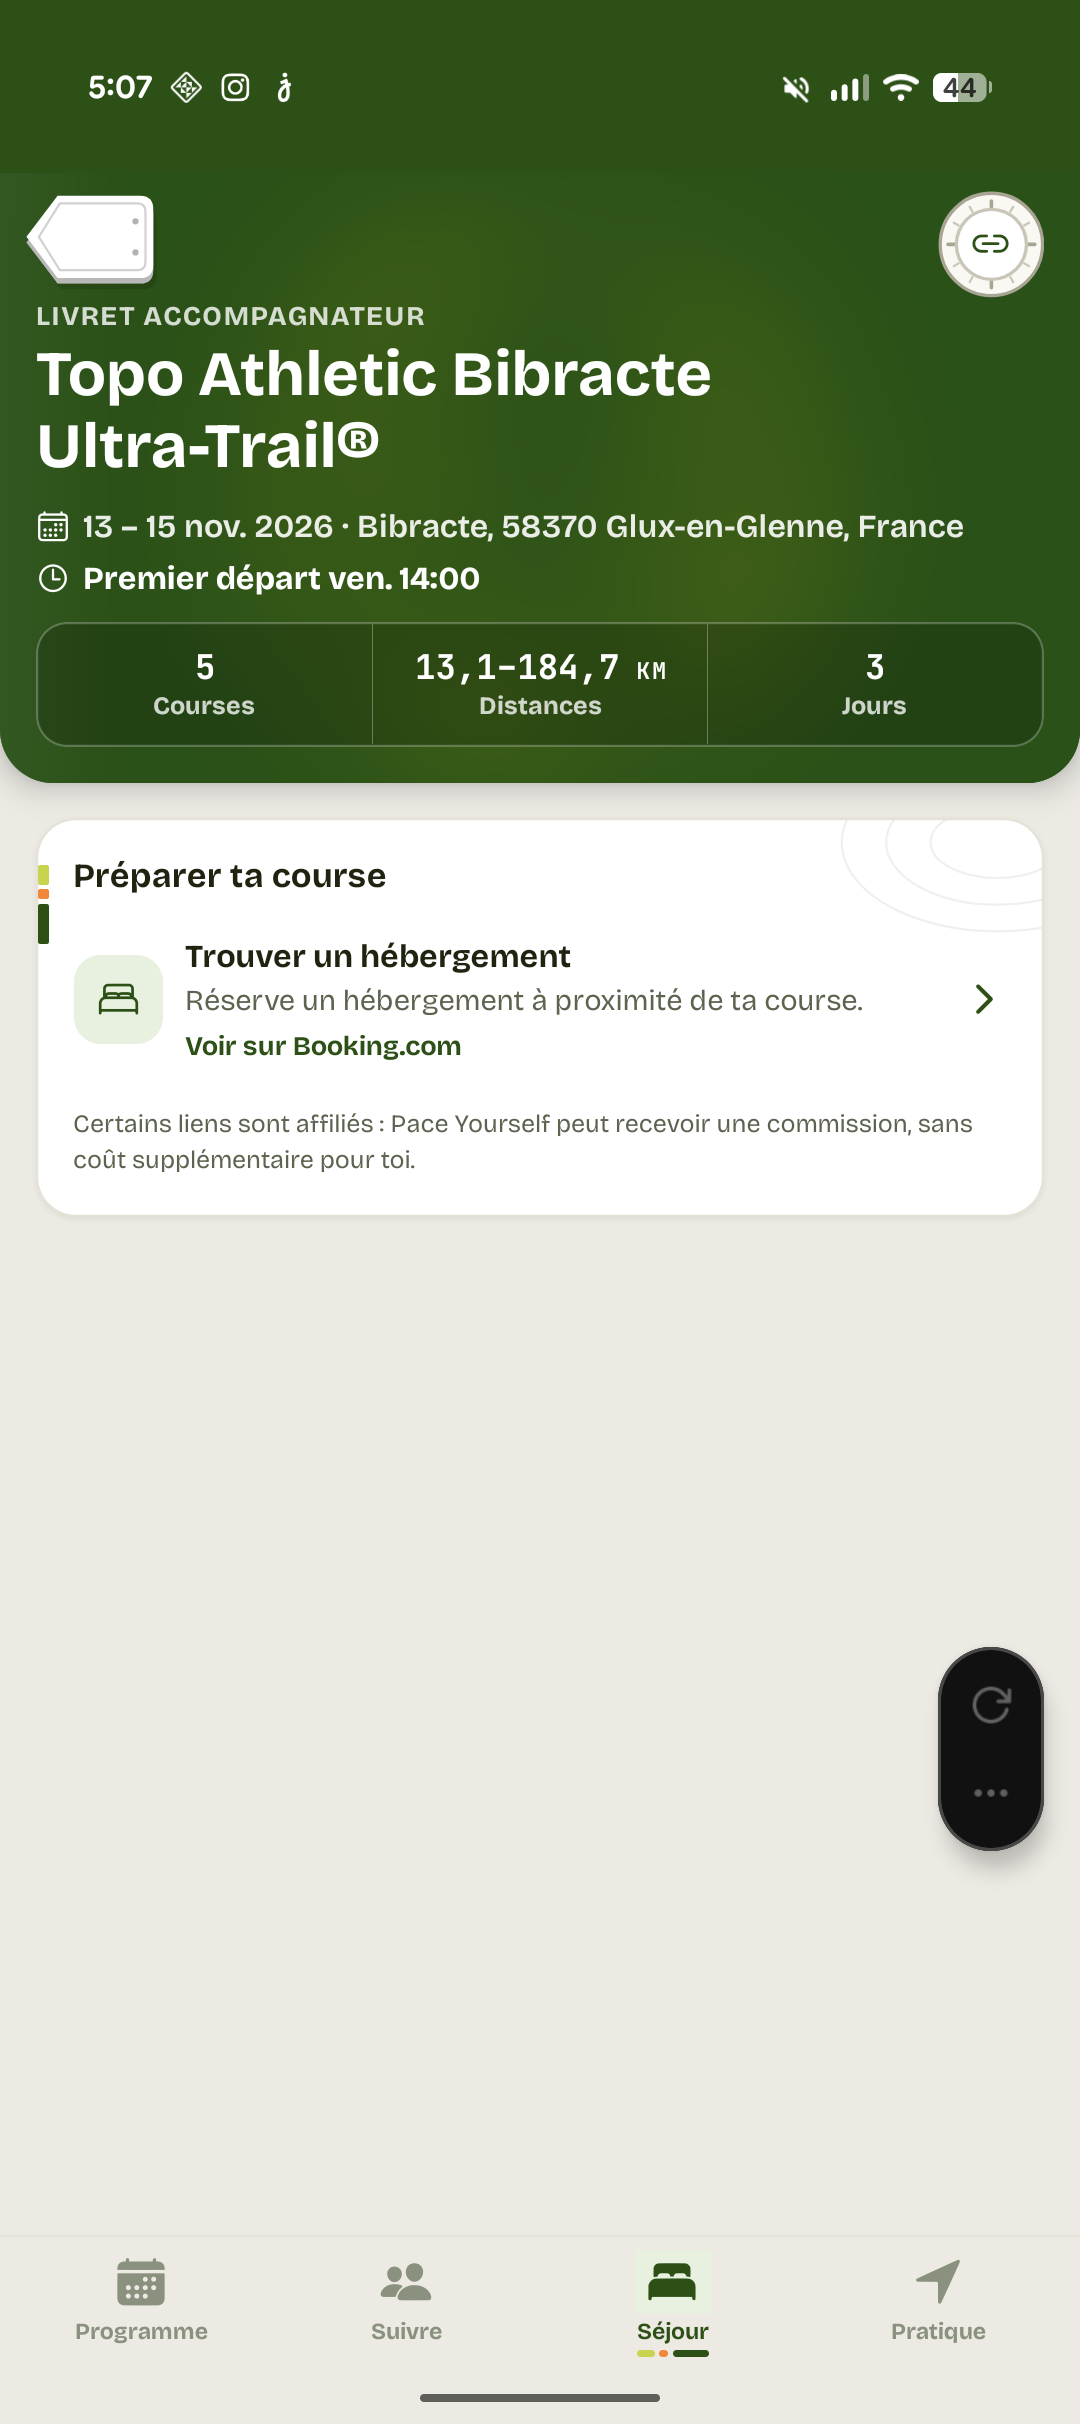 5:07
44
LIVRET ACCOMPAGNATEUR
Topo Athletic Bibracte
Ultra-Trail®
13 – 15 nov. 2026 · Bibracte, 58370 Glux-en-Glenne, France
Premier départ ven. 14:00
5
Courses
13,1–184,7 KM
Distances
3
Jours
Préparer ta course
Trouver un hébergement
Réserve un hébergement à proximité de ta course.
Voir sur Booking.com
Certains liens sont affiliés : Pace Yourself peut recevoir une commission, sans
coût supplémentaire pour toi.
Programme
Suivre
Séjour
Pratique